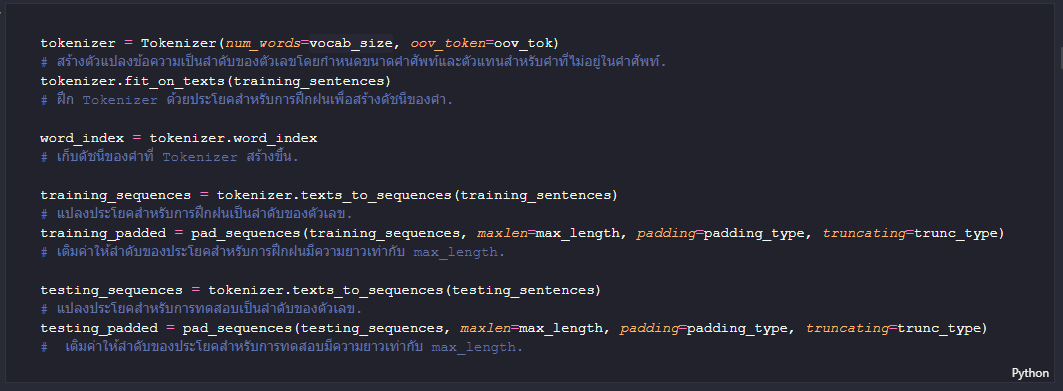 tokenizer = Tokenizer(num_words=vocab_size, oov_token=oov_tok)
# สร้างตัวแปลงข้อความเป็นลำดับของตัวเลขโดยกำหนดขนาดคำศัพท์และตัวแทนสำหรับคำที่ไม่อยู่ในคำศัพท์.
tokenizer.fit_on_texts(training_sentences)
# ฝึก Tokenizer ด้วยประโยคสำหรับการฝึกฝนเพื่อสร้างดัชนีของคำ.
word_index = tokenizer.word_index
# เก็บดัชนีของคำที่ Tokenizer สร้างขึ้น.
training_sequences = tokenizer.texts_to_sequences(training_sentences)
# แปลงประโยคสำหรับการฝึกฝนเป็นลำดับของตัวเลข.
training_padded = pad_sequences(training_sequences, maxlen=max_length, padding=padding_type, truncating=trunc_type)
# เติมค่าให้ลำดับของประโยคสำหรับการฝึกฝนมีความยาวเท่ากับ max_length.
testing_sequences = tokenizer.texts_to_sequences(testing_sentences)
# แปลงประโยคสำหรับการทดสอบเป็นลำดับของตัวเลข.
testing_padded = pad_sequences(testing_sequences, maxlen=max_length, padding=padding_type, truncating=trunc_type)
#  เติมค่าให้ลำดับของประโยคสำหรับการทดสอบมีความยาวเท่ากับ max_length.
Python